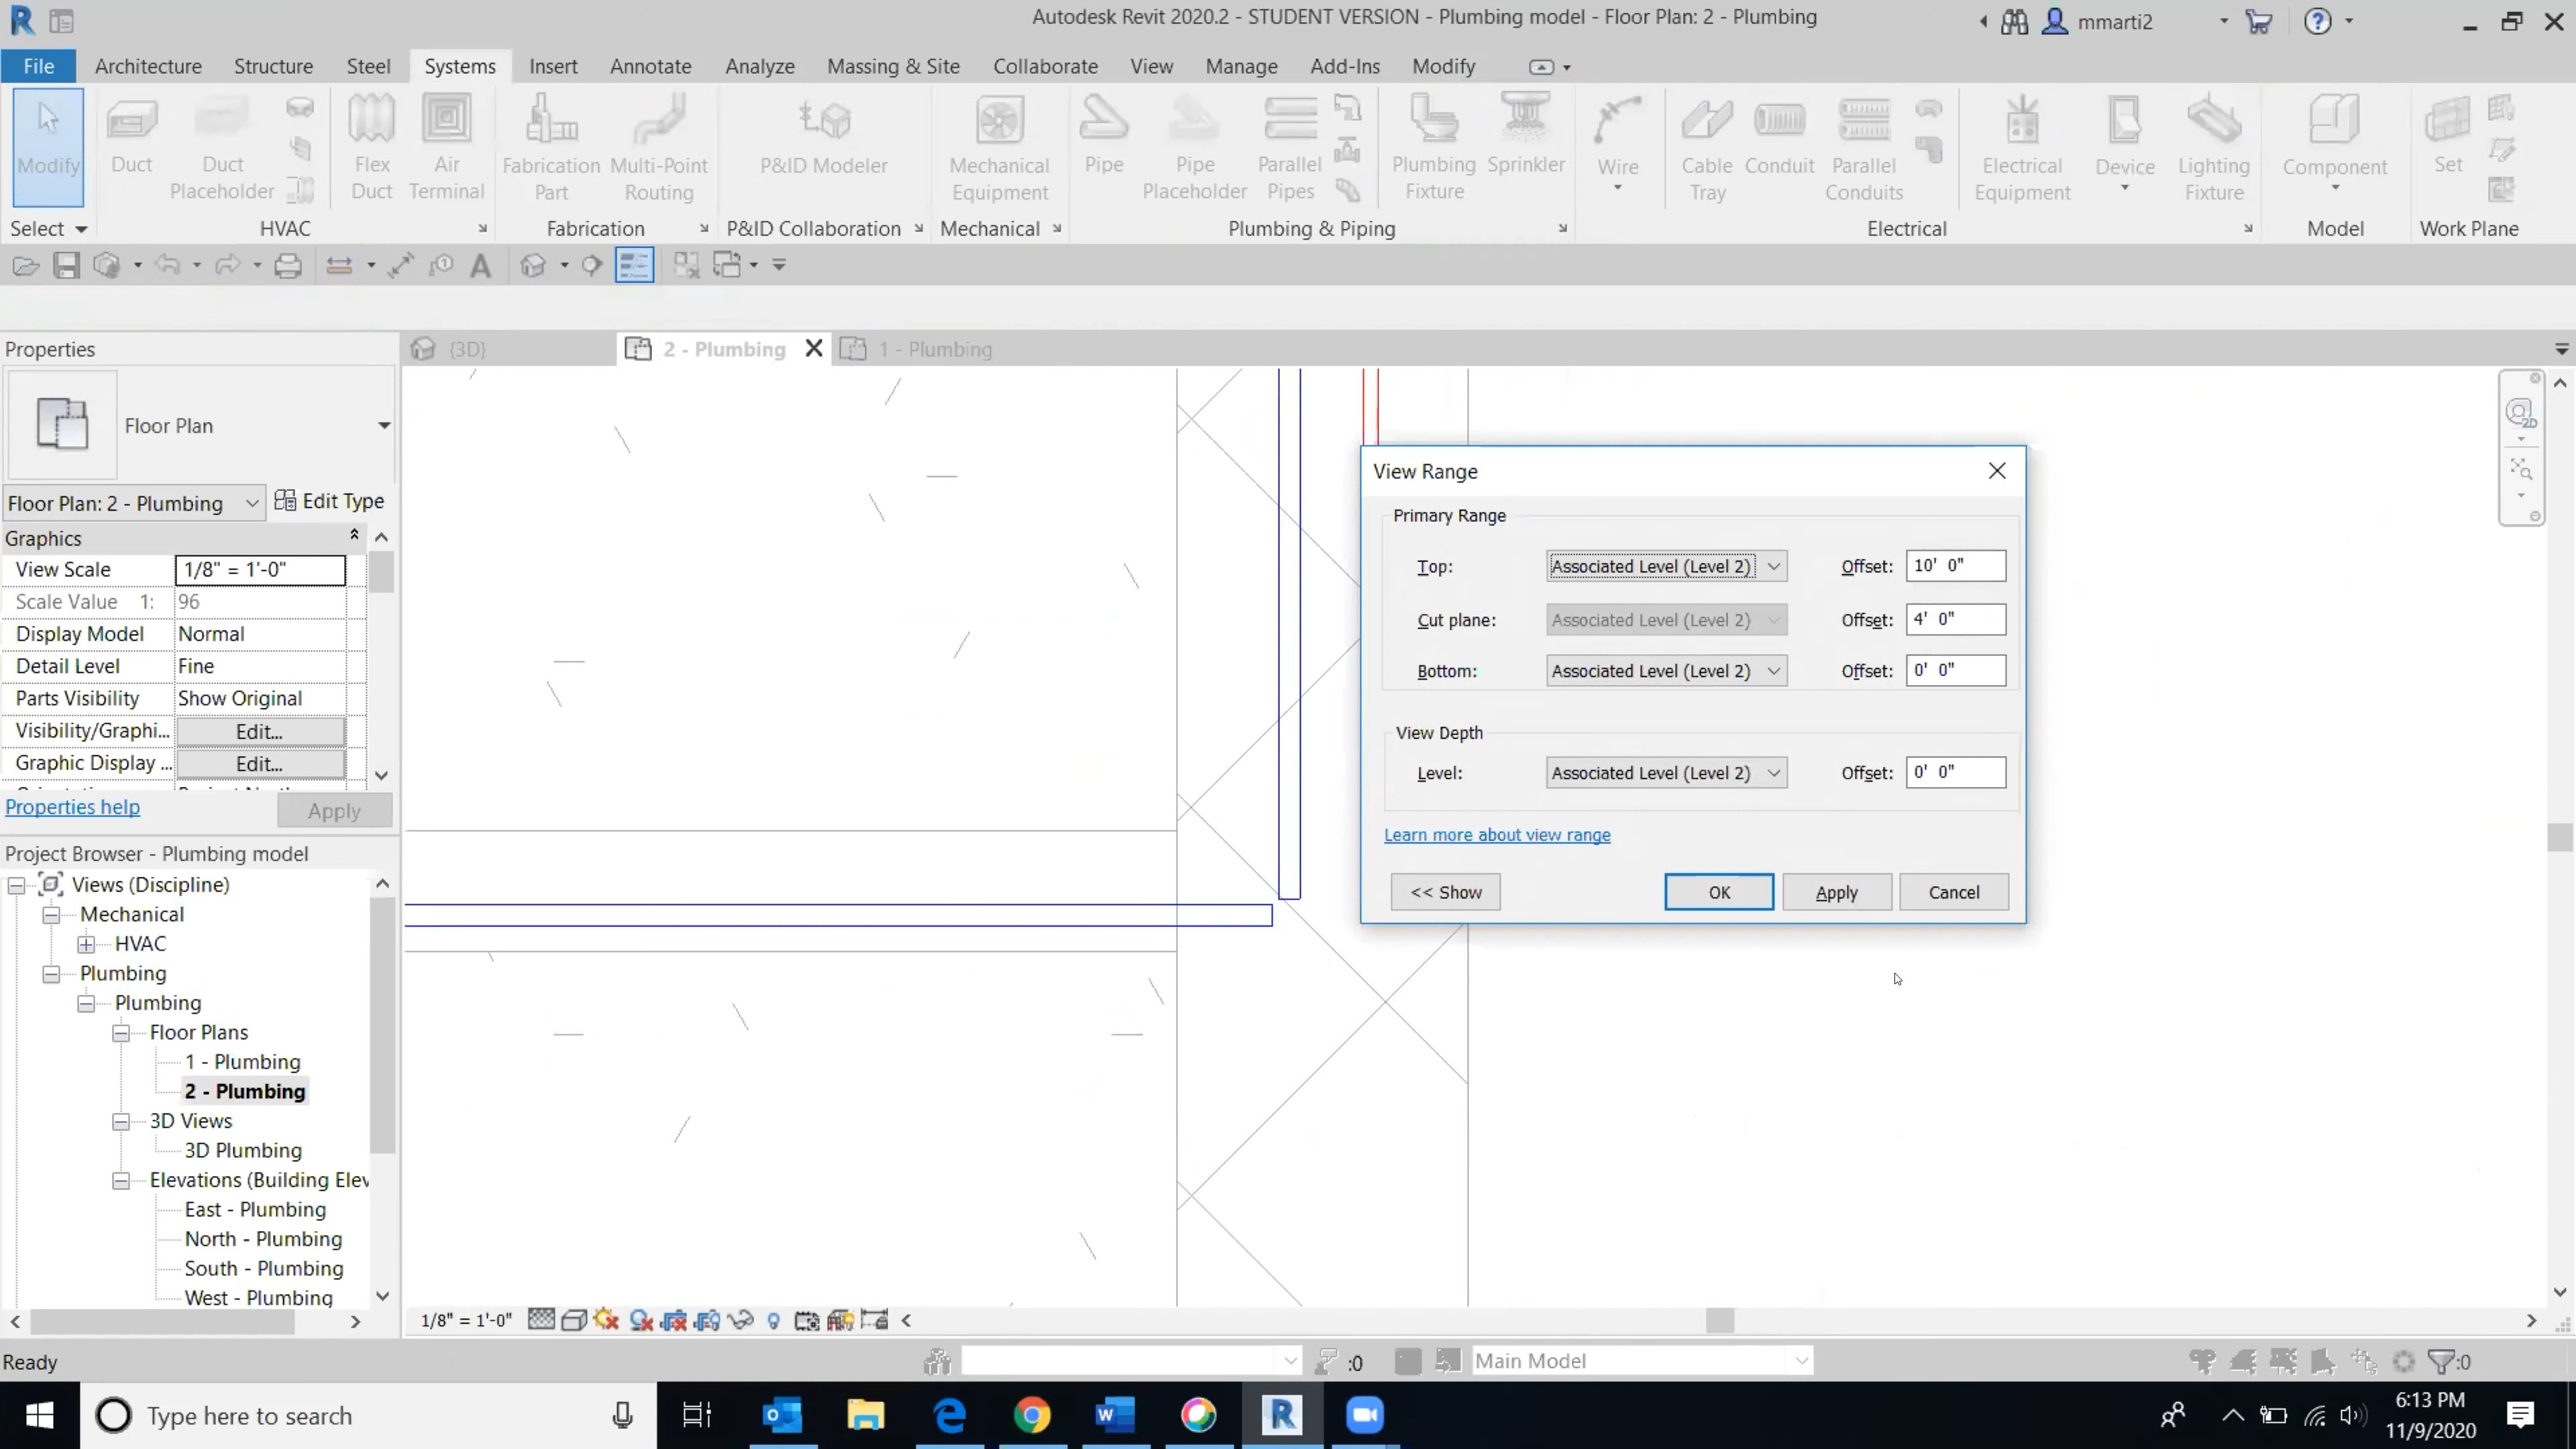 Autodesk Revit 2020.2 - STUDENT VERSION - Plumbing model - Floor Plan: 2 - Plumbing
mmarti2
File Architecture Structure Steel Systems Insert Annotate Analyze Massing & Site Collaborate View Manage Add-Ins Modify
Modify Duct Duct Placeholder Flex Duct Air Terminal Fabrication Part Multi-Point Routing P&ID Modeler Mechanical Equipment Pipe Pipe Placeholder Parallel Pipes Plumbing Fixture Sprinkler Wire Cable Tray Conduit Parallel Conduits Electrical Equipment Device Lighting Fixture Component Set
Select HVAC Fabrication P&ID Collaboration Mechanical Plumbing & Piping Electrical Model Work Plane
Properties
{3D} 2 - Plumbing 1 - Plumbing
Floor Plan
Floor Plan: 2 - Plumbing Edit Type
Graphics
View Scale 1/8" = 1'-0"
Scale Value 1: 96
Display Model Normal
Detail Level Fine
Parts Visibility Show Original
Visibility/Graphi... Edit...
Graphic Display ... Edit...
Properties help Apply
Project Browser - Plumbing model
Views (Discipline)
Mechanical
HVAC
Plumbing
Plumbing
Floor Plans
1 - Plumbing
2 - Plumbing
3D Views
3D Plumbing
Elevations (Building Elev
East - Plumbing
North - Plumbing
South - Plumbing
West - Plumbing
View Range
Primary Range
Top: Associated Level (Level 2) Offset: 10' 0"
Cut plane: Associated Level (Level 2) Offset: 4' 0"
Bottom: Associated Level (Level 2) Offset: 0' 0"
View Depth
Level: Associated Level (Level 2) Offset: 0' 0"
Learn more about view range
<< Show OK Apply Cancel
2D
1/8" = 1'-0"
Ready :0 Main Model :0
Type here to search
6:13 PM
11/9/2020